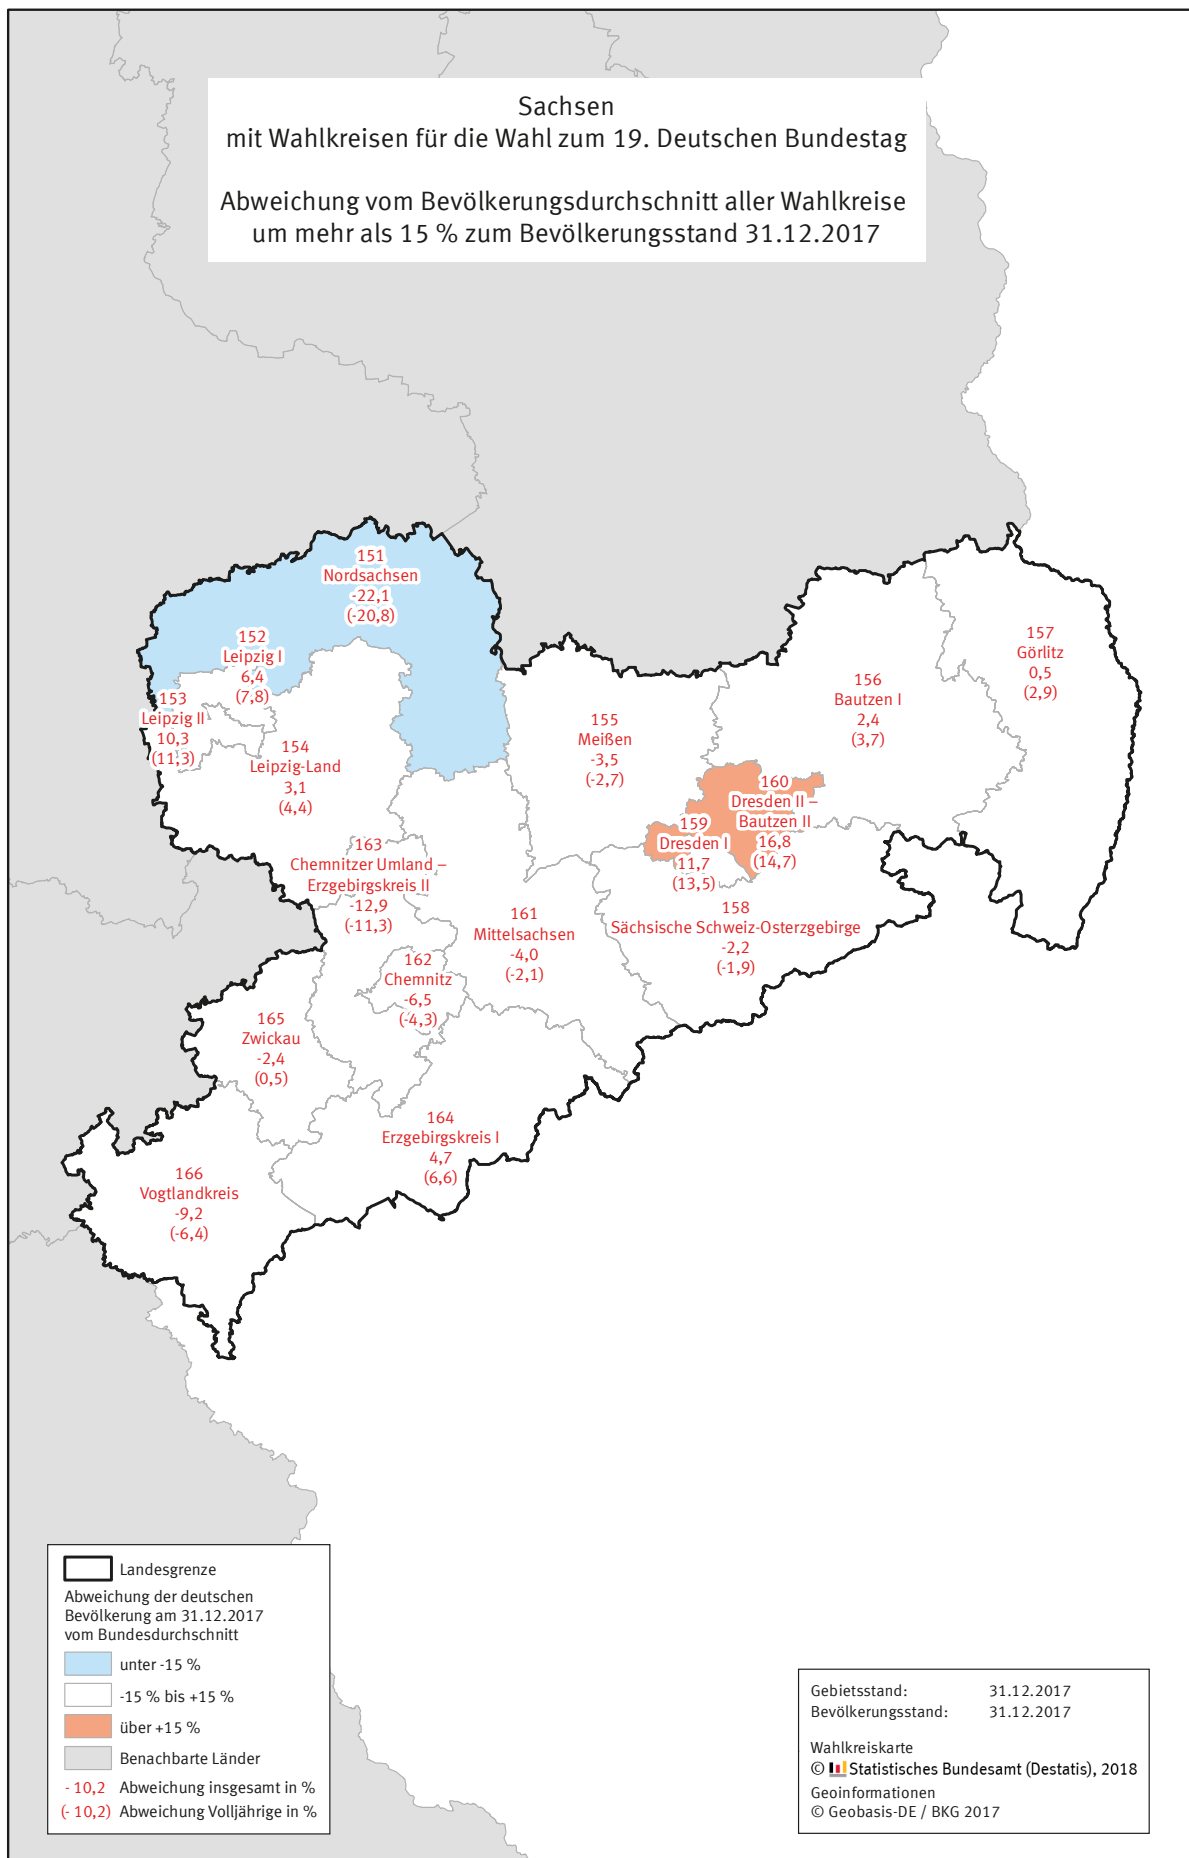 Sachsen
mit Wahlkreisen für die Wahl zum 19. Deutschen Bundestag
Abweichung vom Bevölkerungsdurchschnitt aller Wahlkreise
um mehr als 15 % zum Bevölkerungsstand 31.12.2017
151
Nordsachsen
-22,1
(-20,8)
152
Leipzig I
6,4
(7,8)
153
Leipzig II
10,3
(11,3)
154
Leipzig-Land
3,1
(4,4)
155
Meißen
-3,5
(-2,7)
156
Bautzen I
2,4
(3,7)
157
Görlitz
0,5
(2,9)
160
Dresden II –
Bautzen II
16,8
(14,7)
159
Dresden I
11,7
(13,5)
158
Sächsische Schweiz-Osterzgebirge
-2,2
(-1,9)
163
Chemnitzer Umland –
Erzgebirgskreis II
-12,9
(-11,3)
161
Mittelsachsen
-4,0
(-2,1)
162
Chemnitz
-6,5
(-4,3)
165
Zwickau
-2,4
(0,5)
164
Erzgebirgskreis I
4,7
(6,6)
166
Vogtlandkreis
-9,2
(-6,4)
Landesgrenze
Abweichung der deutschen
Bevölkerung am 31.12.2017
vom Bundesdurchschnitt
unter -15 %
-15 % bis +15 %
über +15 %
Benachbarte Länder
- 10,2 Abweichung insgesamt in %
(- 10,2) Abweichung Volljährige in %
Gebietsstand: 31.12.2017
Bevölkerungsstand: 31.12.2017
Wahlkreiskarte
© Statistisches Bundesamt (Destatis), 2018
Geoinformationen
© Geobasis-DE / BKG 2017